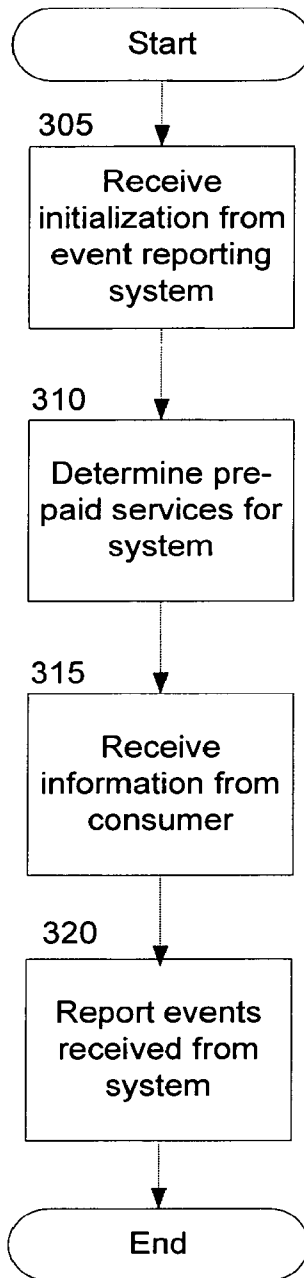 Start
305
Receive
initialization from
event reporting
system
310
Determine pre-
paid services for
system
315
Receive
information from
consumer
320
Report events
received from
system
End